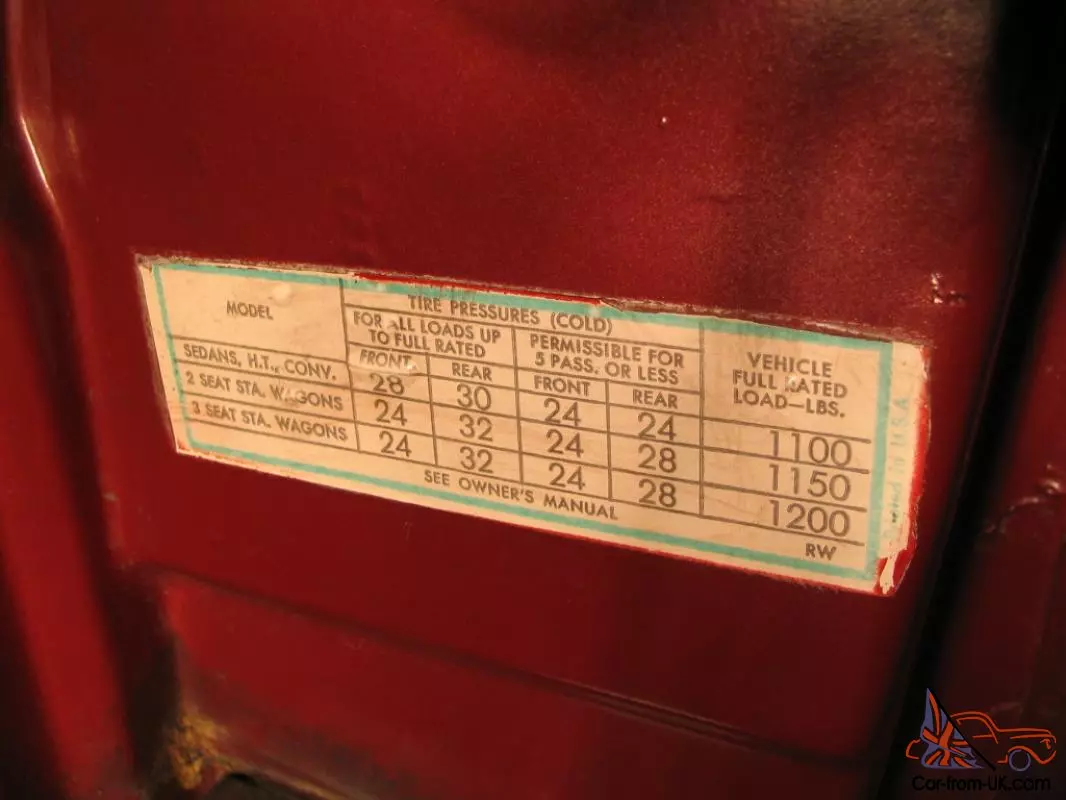 MODEL
TIRE PRESSURES (COLD)
FOR ALL LOADS UP TO FULL RATED
PERMISSIBLE FOR 5 PASS. OR LESS
VEHICLE FULL RATED LOAD—LBS.
FRONT REAR FRONT REAR
SEDANS, H.T., CONV. 28 30 24 24 1100
2 SEAT STA. WAGONS 24 32 24 28 1150
3 SEAT STA. WAGONS 24 32 24 28 1200
SEE OWNER'S MANUAL
RW
IN U.S.A.
Car-from-UK.com